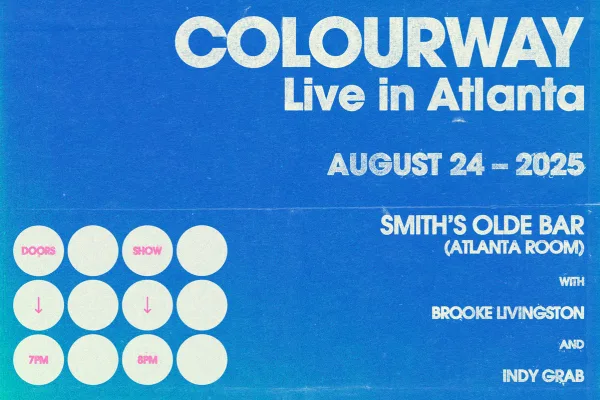 COLOURWAY
Live in Atlanta
AUGUST 24 – 2025
SMITH'S OLDE BAR
(ATLANTA ROOM)
WITH
BROOKE LIVINGSTON
AND
INDY GRAB
DOORS SHOW
↓ ↓
7PM 8PM